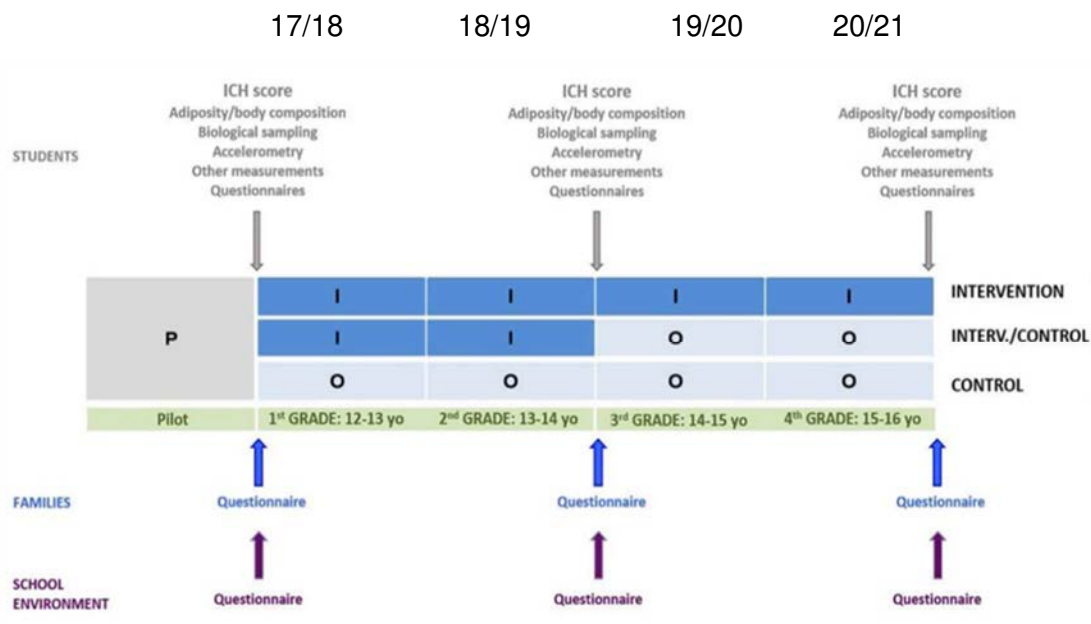 17/18 18/19 19/20 20/21
ICH score ICH score ICH score
Adiposity/body composition Adiposity/body composition Adiposity/body composition
Biological sampling Biological sampling Biological sampling
STUDENTS Accelerometry Accelerometry Accelerometry
Other measurements Other measurements Other measurements
Questionnaires Questionnaires Questionnaires
I I I I INTERVENTION
P I I O O INTERV./CONTROL
O O O O CONTROL
Pilot 1st GRADE: 12-13 yo 2nd GRADE: 13-14 yo 3rd GRADE: 14-15 yo 4th GRADE: 15-16 yo
FAMILIES Questionnaire Questionnaire Questionnaire
SCHOOL
ENVIRONMENT Questionnaire Questionnaire Questionnaire